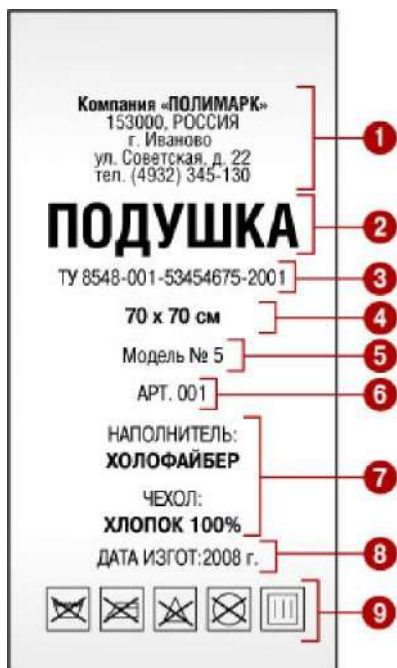 Компания «ПОЛИМАРК»
153000, РОССИЯ
г. Иваново
ул. Советская, д. 22
тел. (4932) 345-130
1
ПОДУШКА
2
ТУ 8548-001-53454675-2001
3
70 х 70 см
4
Модель № 5
5
АРТ. 001
6
НАПОЛНИТЕЛЬ:
ХОЛОФАЙБЕР
ЧЕХОЛ:
ХЛОПОК 100%
7
ДАТА ИЗГОТ:2008 г.
8
9